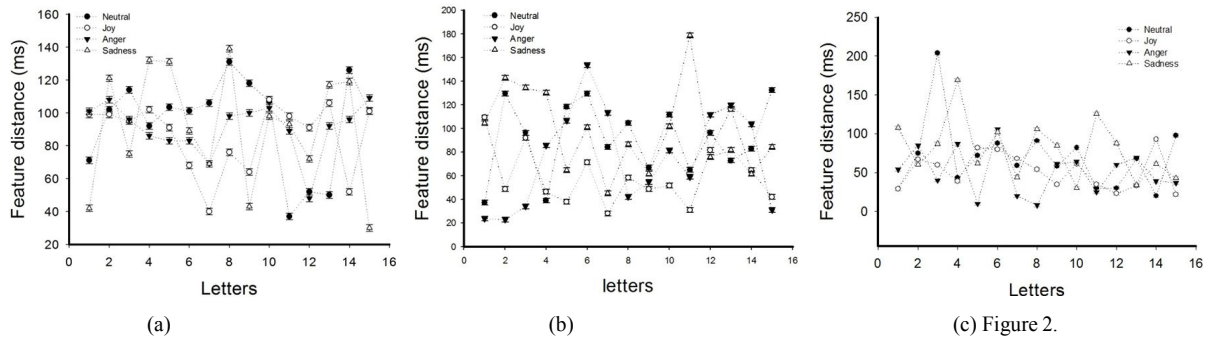 Neutral
Joy
Anger
Sadness
Feature distance (ms)
160
140
120
100
80
60
40
20
0 2 4 6 8 10 12 14 16
Letters
(a)
Neutral
Joy
Anger
Sadness
Feature distance (ms)
200
180
160
140
120
100
80
60
40
20
0
0 2 4 6 8 10 12 14 16
letters
(b)
Neutral
Joy
Anger
Sadness
Feature distance (ms)
250
200
150
100
50
0
0 2 4 6 8 10 12 14 16
Letters
(c) Figure 2.